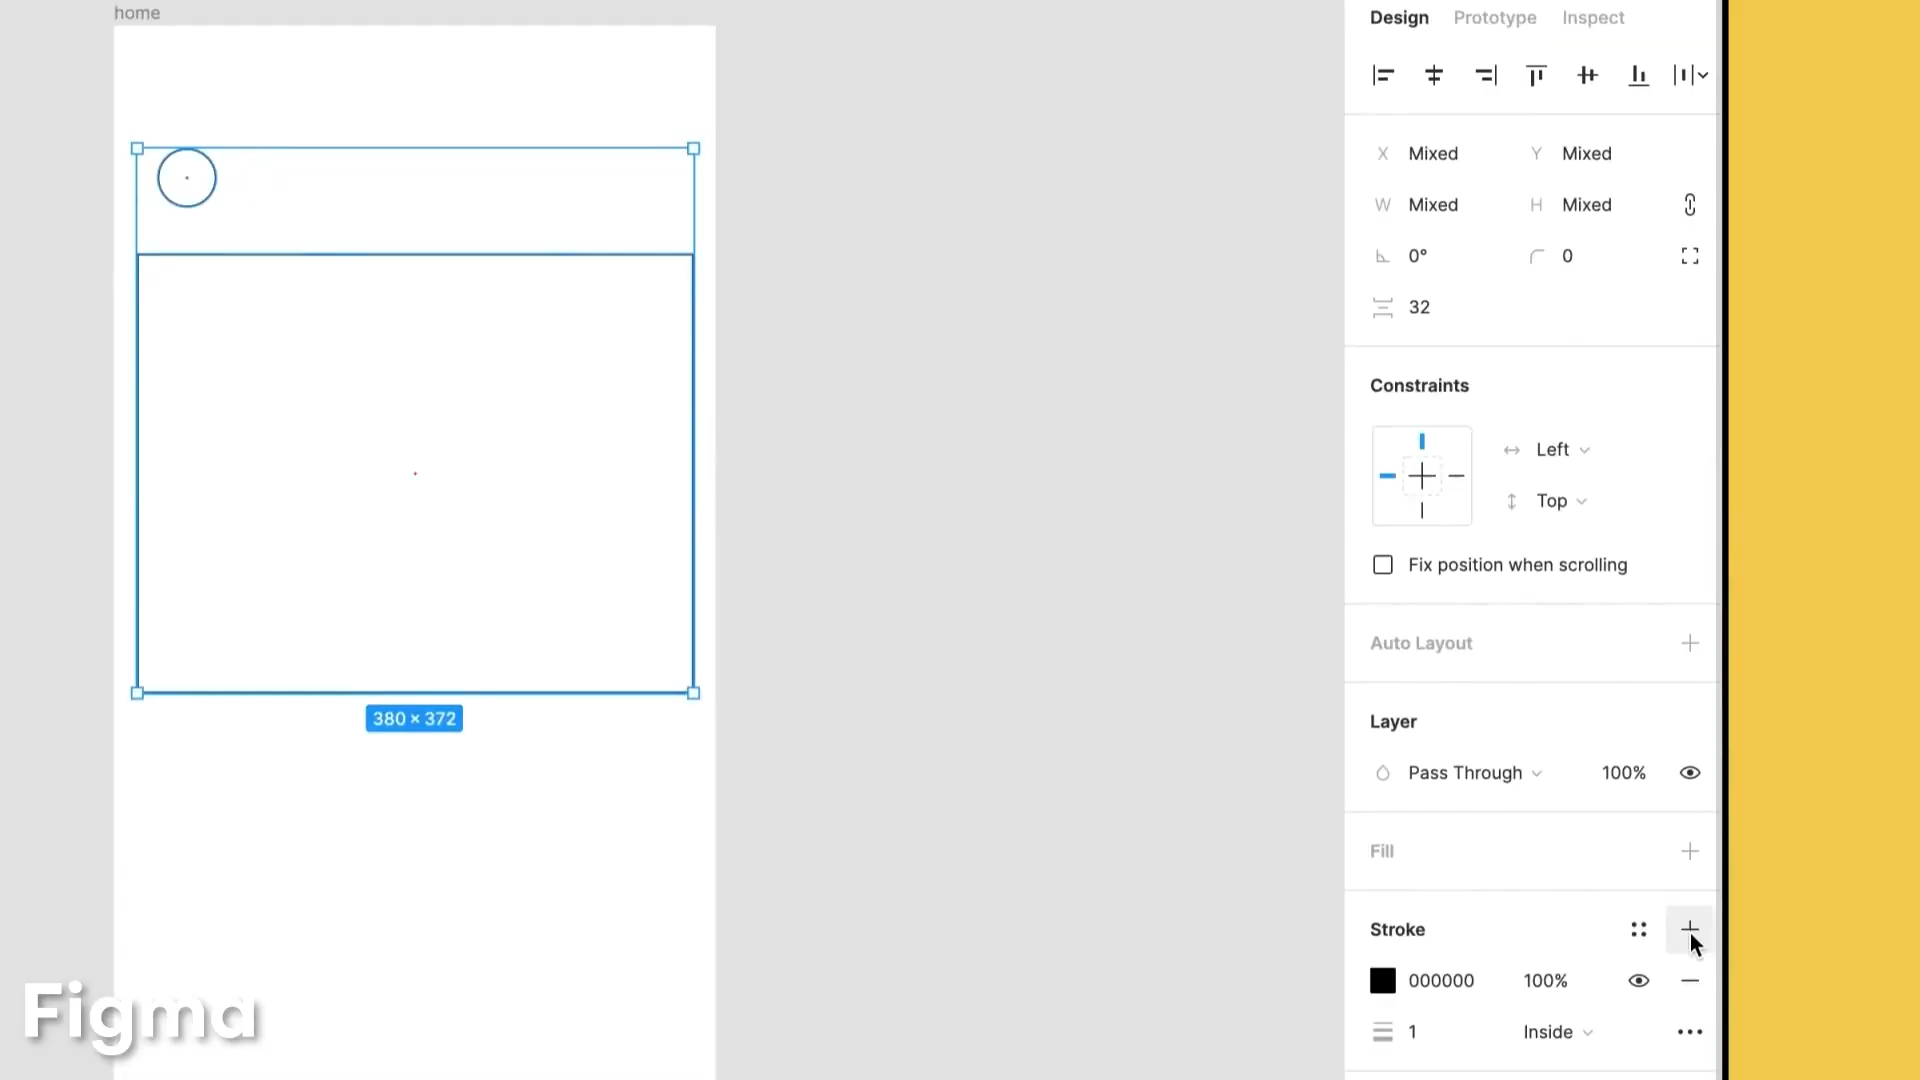 home
Design Prototype Inspect
X Mixed Y Mixed
W Mixed H Mixed
0° 0
32
Constraints
Left
Top
Fix position when scrolling
Auto Layout
Layer
Pass Through 100%
Fill
Stroke
000000 100%
1 Inside
380 × 372
Figma